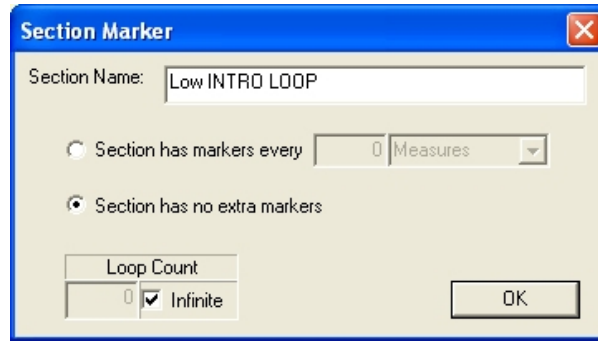 Section Marker
Section Name: Low INTRO LOOP
Section has markers every 0 Measures
Section has no extra markers
Loop Count
0 Infinite
OK